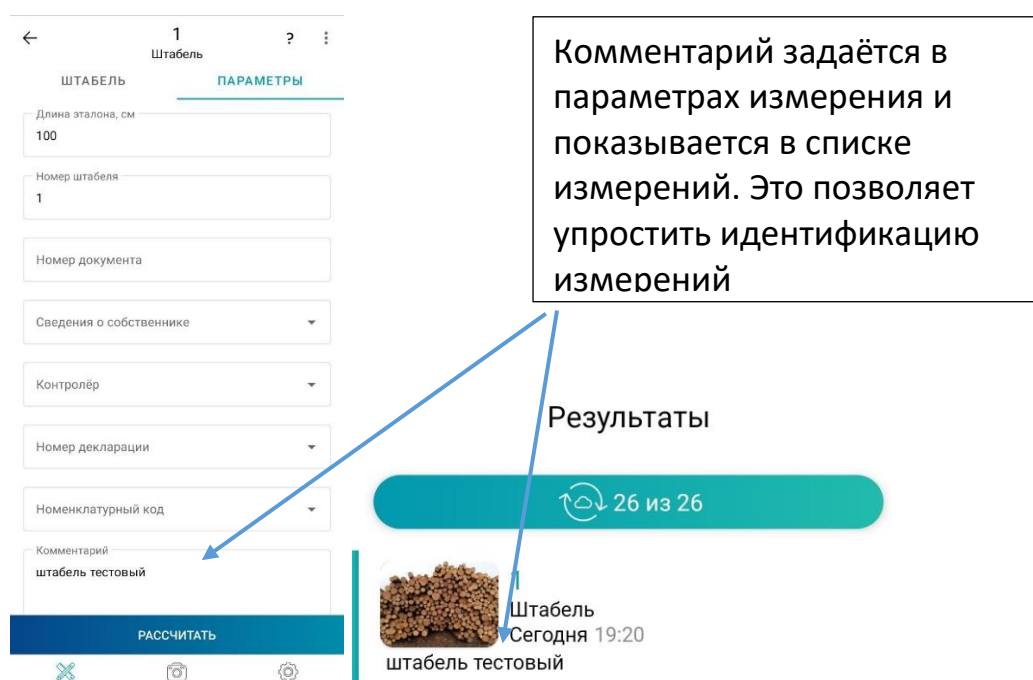 1
Штабель
?
ШТАБЕЛЬ
ПАРАМЕТРЫ
Длина эталона, см
100
Номер штабеля
1
Номер документа
Сведения о собственнике
Контролёр
Номер декларации
Номенклатурный код
Комментарий
штабель тестовый
РАССЧИТАТЬ
Комментарий задаётся в
параметрах измерения и
показывается в списке
измерений. Это позволяет
упростить идентификацию
измерений
Результаты
26 из 26
1
Штабель
Сегодня 19:20
штабель тестовый